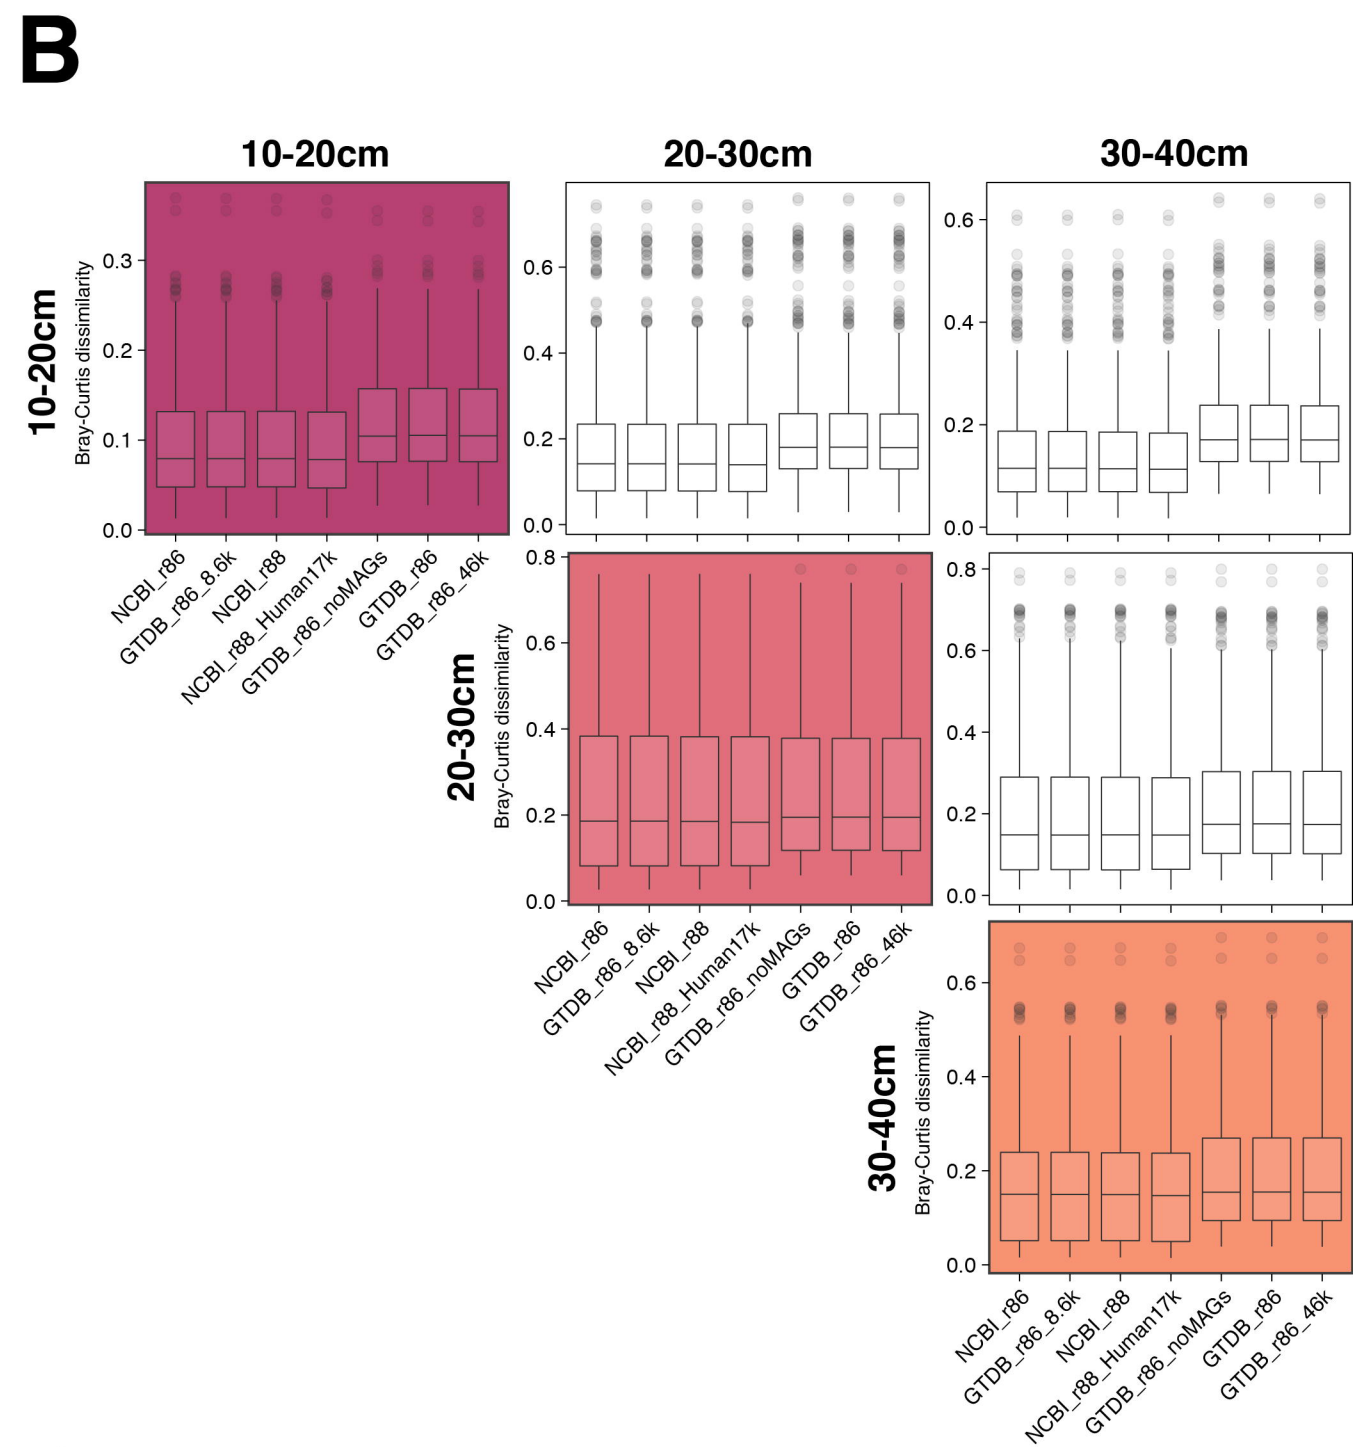 B
10-20cm
20-30cm
30-40cm
10-20cm
Bray-Curtis dissimilarity
0.3
0.2
0.1
0.0
0.6
0.4
0.2
0.0
0.6
0.4
0.2
0.0
NCBI_r86
GTDB_r86_8.6k
NCBI_r88
NCBI_r88_Human17k
GTDB_r86_noMAGs
GTDB_r86
GTDB_r86_46k
20-30cm
Bray-Curtis dissimilarity
0.8
0.6
0.4
0.2
0.0
0.8
0.6
0.4
0.2
0.0
NCBI_r86
GTDB_r86_8.6k
NCBI_r88
NCBI_r88_Human17k
GTDB_r86_noMAGs
GTDB_r86
GTDB_r86_46k
30-40cm
Bray-Curtis dissimilarity
0.6
0.4
0.2
0.0
NCBI_r86
GTDB_r86_8.6k
NCBI_r88
NCBI_r88_Human17k
GTDB_r86_noMAGs
GTDB_r86
GTDB_r86_46k